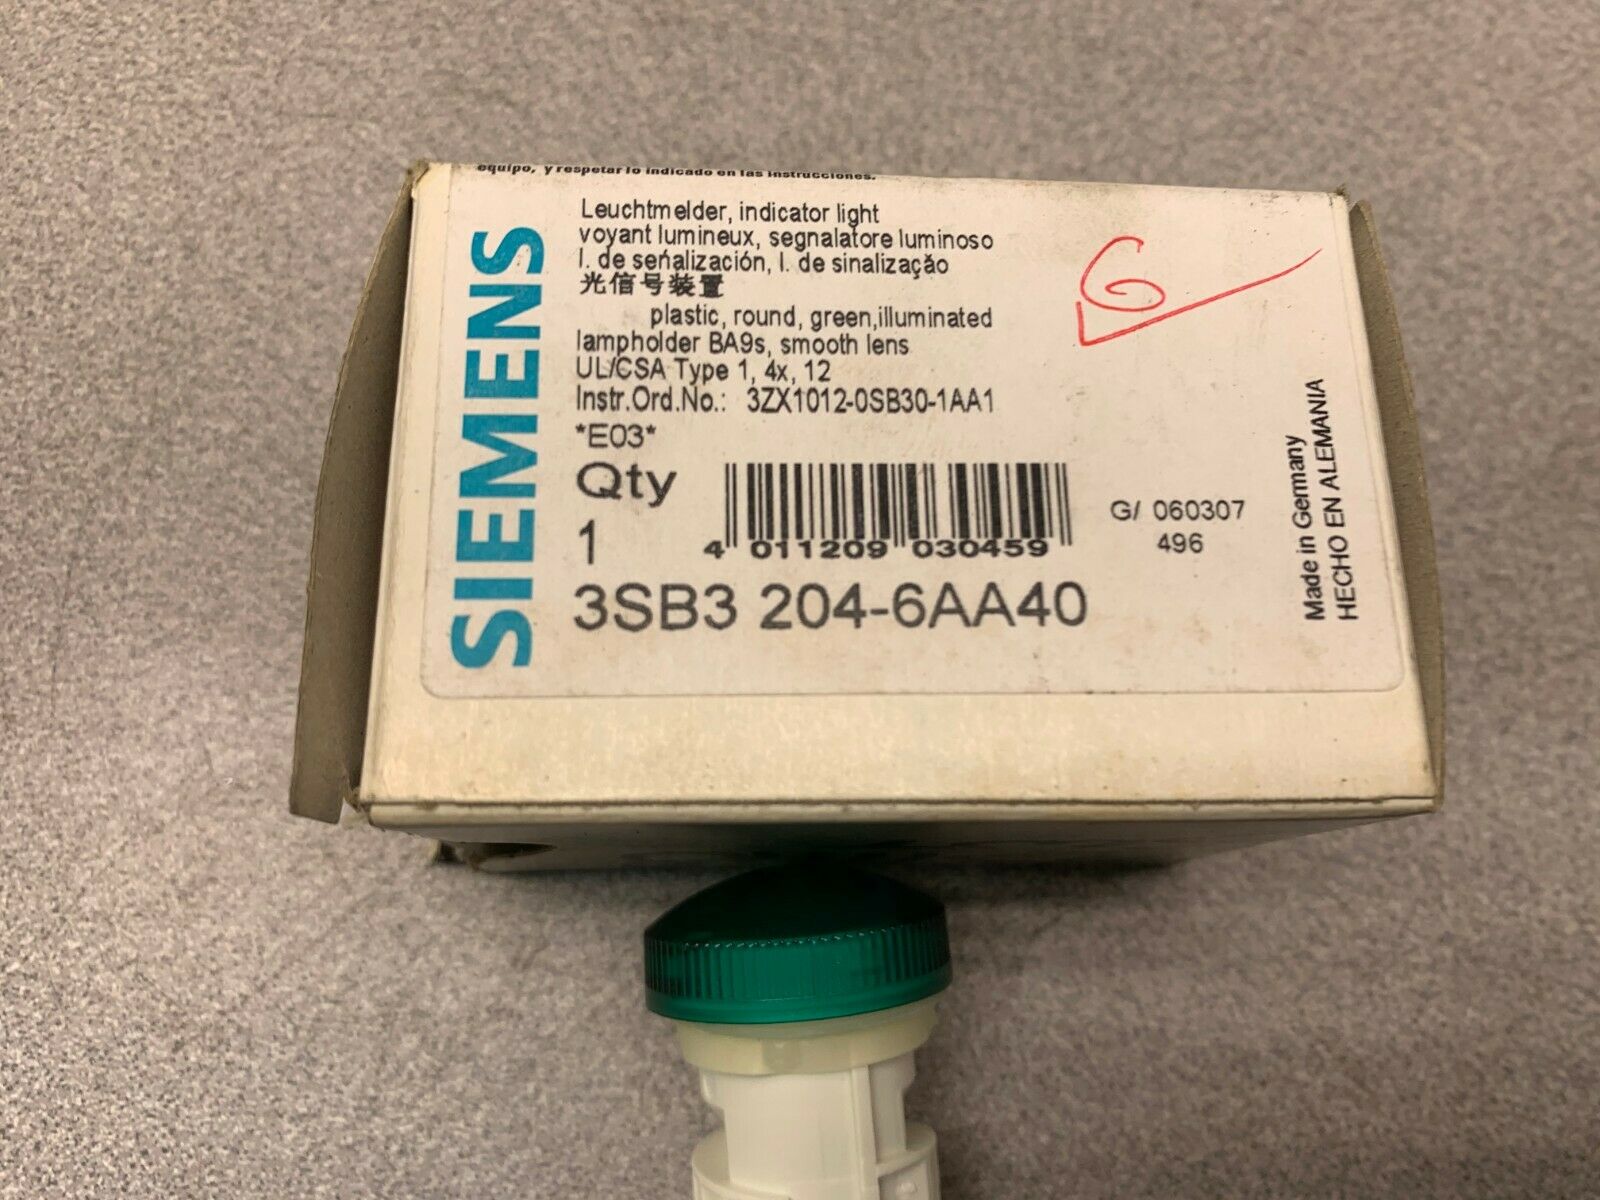 equipo, y respetar lo indicado en las instrucciones.
SIEMENS
Leuchtmelder, indicator light
voyant lumineux, segnalatore luminoso
l. de seńalización, l. de sinalizaçăo
光信号装置
plastic, round, green,illuminated
lampholder BA9s, smooth lens
UL/CSA Type 1, 4x, 12
Instr.Ord.No.: 3ZX1012-0SB30-1AA1
*E03*
Qty
1
4 011209 030459
3SB3 204-6AA40
G/ 060307
496
Made in Germany
HECHO EN ALEMANIA
G